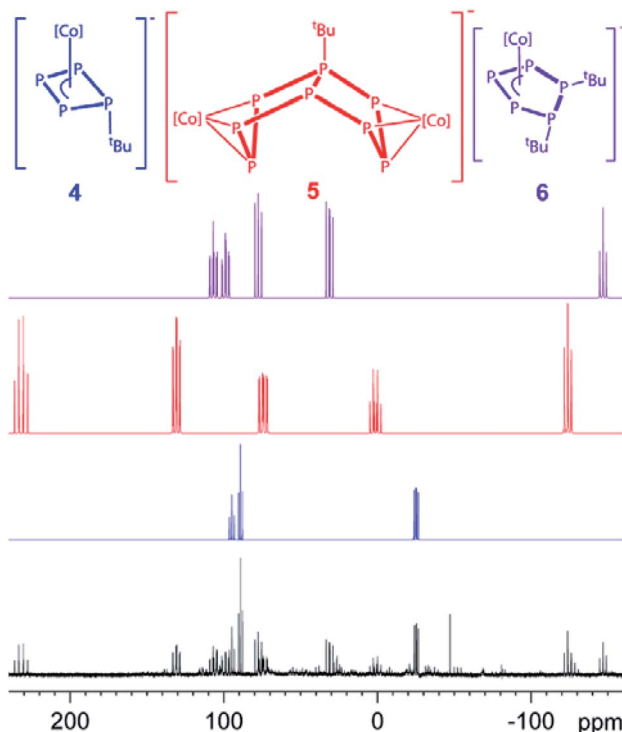 [Co] − ᵗBu − [Co] −
P P P P P P P
ᵗBu
[Co] P P P P P P P [Co] P P P P
ᵗBu P P ᵗBu
4 5 6
200 100 0 -100 ppm